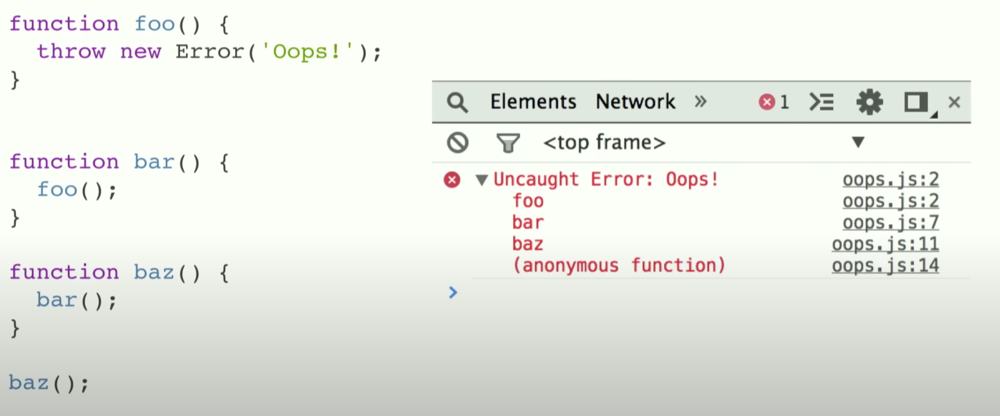 function foo() {
  throw new Error('Oops!');
}
function bar() {
  foo();
}
function baz() {
  bar();
}
baz();
Elements Network » 1
<top frame>
Uncaught Error: Oops! oops.js:2
foo oops.js:2
bar oops.js:7
baz oops.js:11
(anonymous function) oops.js:14